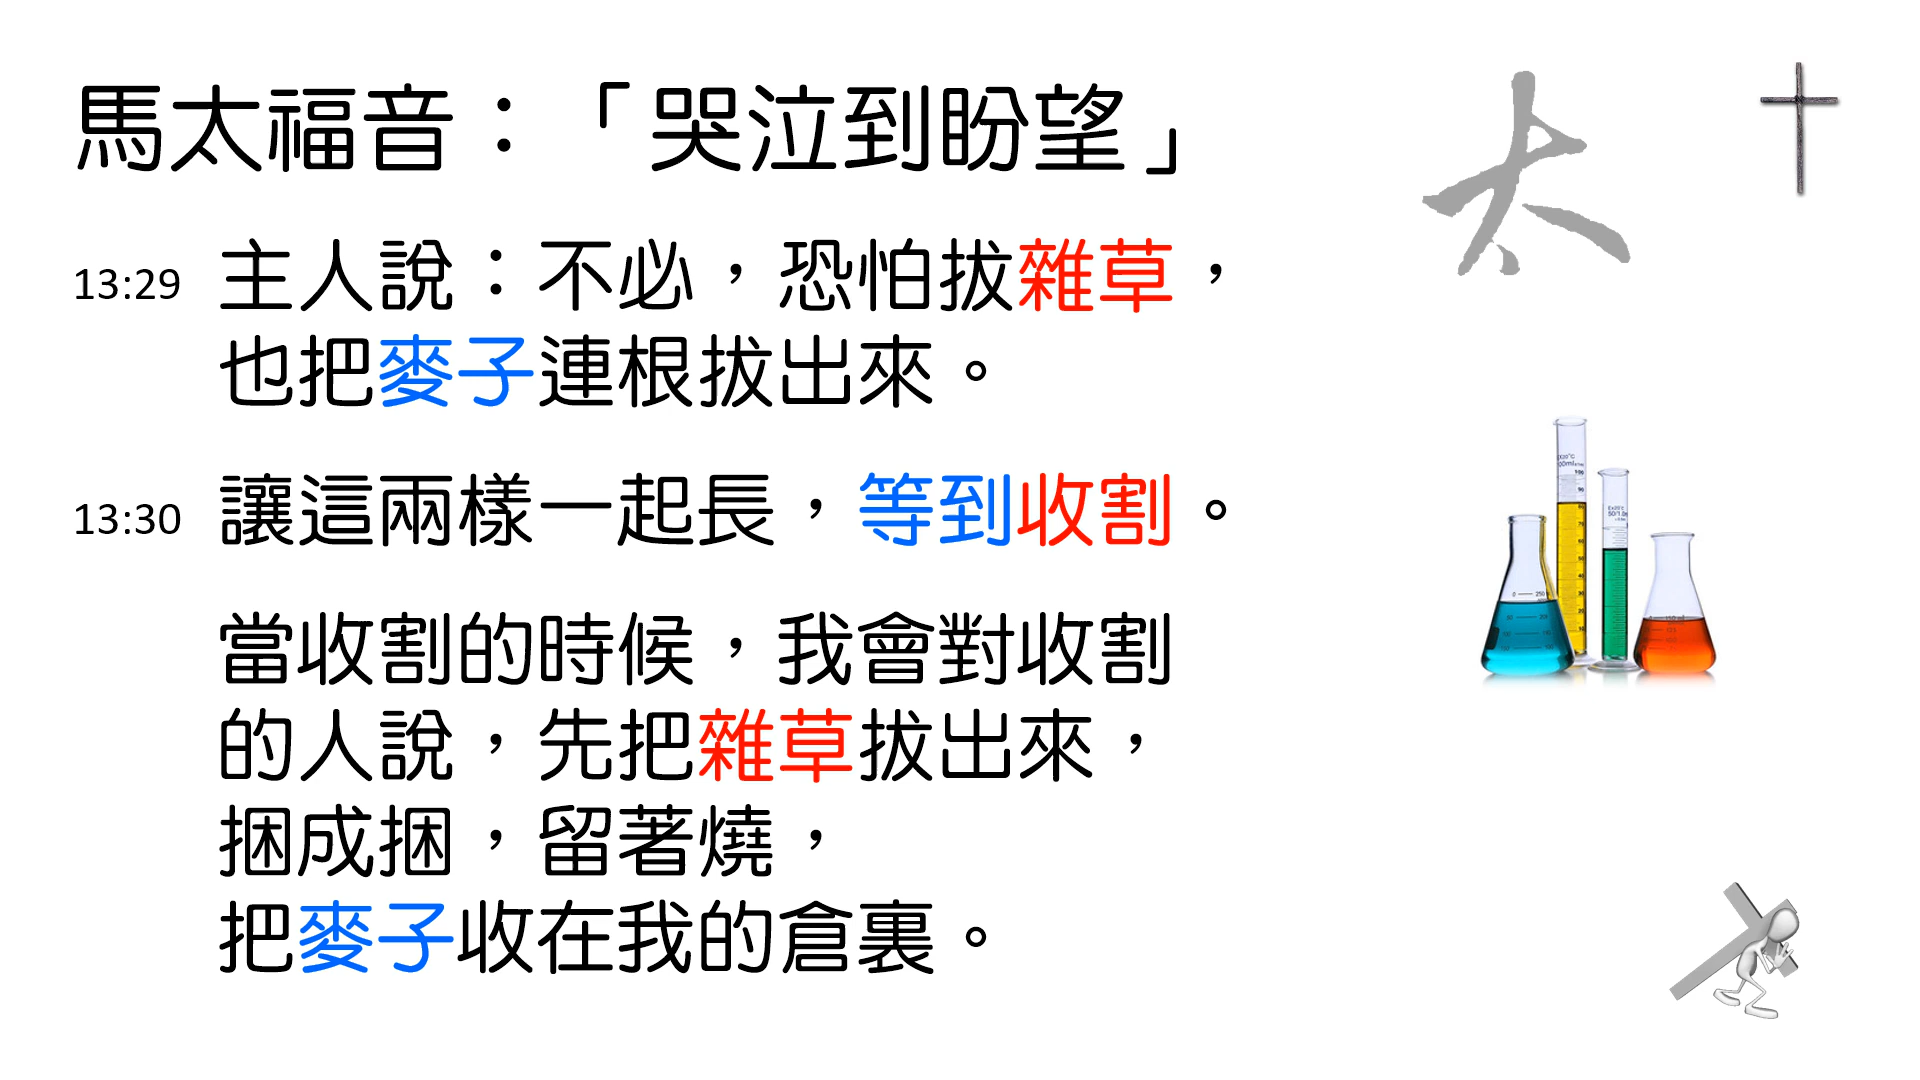 馬太福音：「哭泣到盼望」
太
13:29 主人說：不必，恐怕拔雜草，
也把麥子連根拔出來。
13:30 讓這兩樣一起長，等到收割。
當收割的時候，我會對收割
的人說，先把雜草拔出來，
捆成捆，留著燒，
把麥子收在我的倉裏。